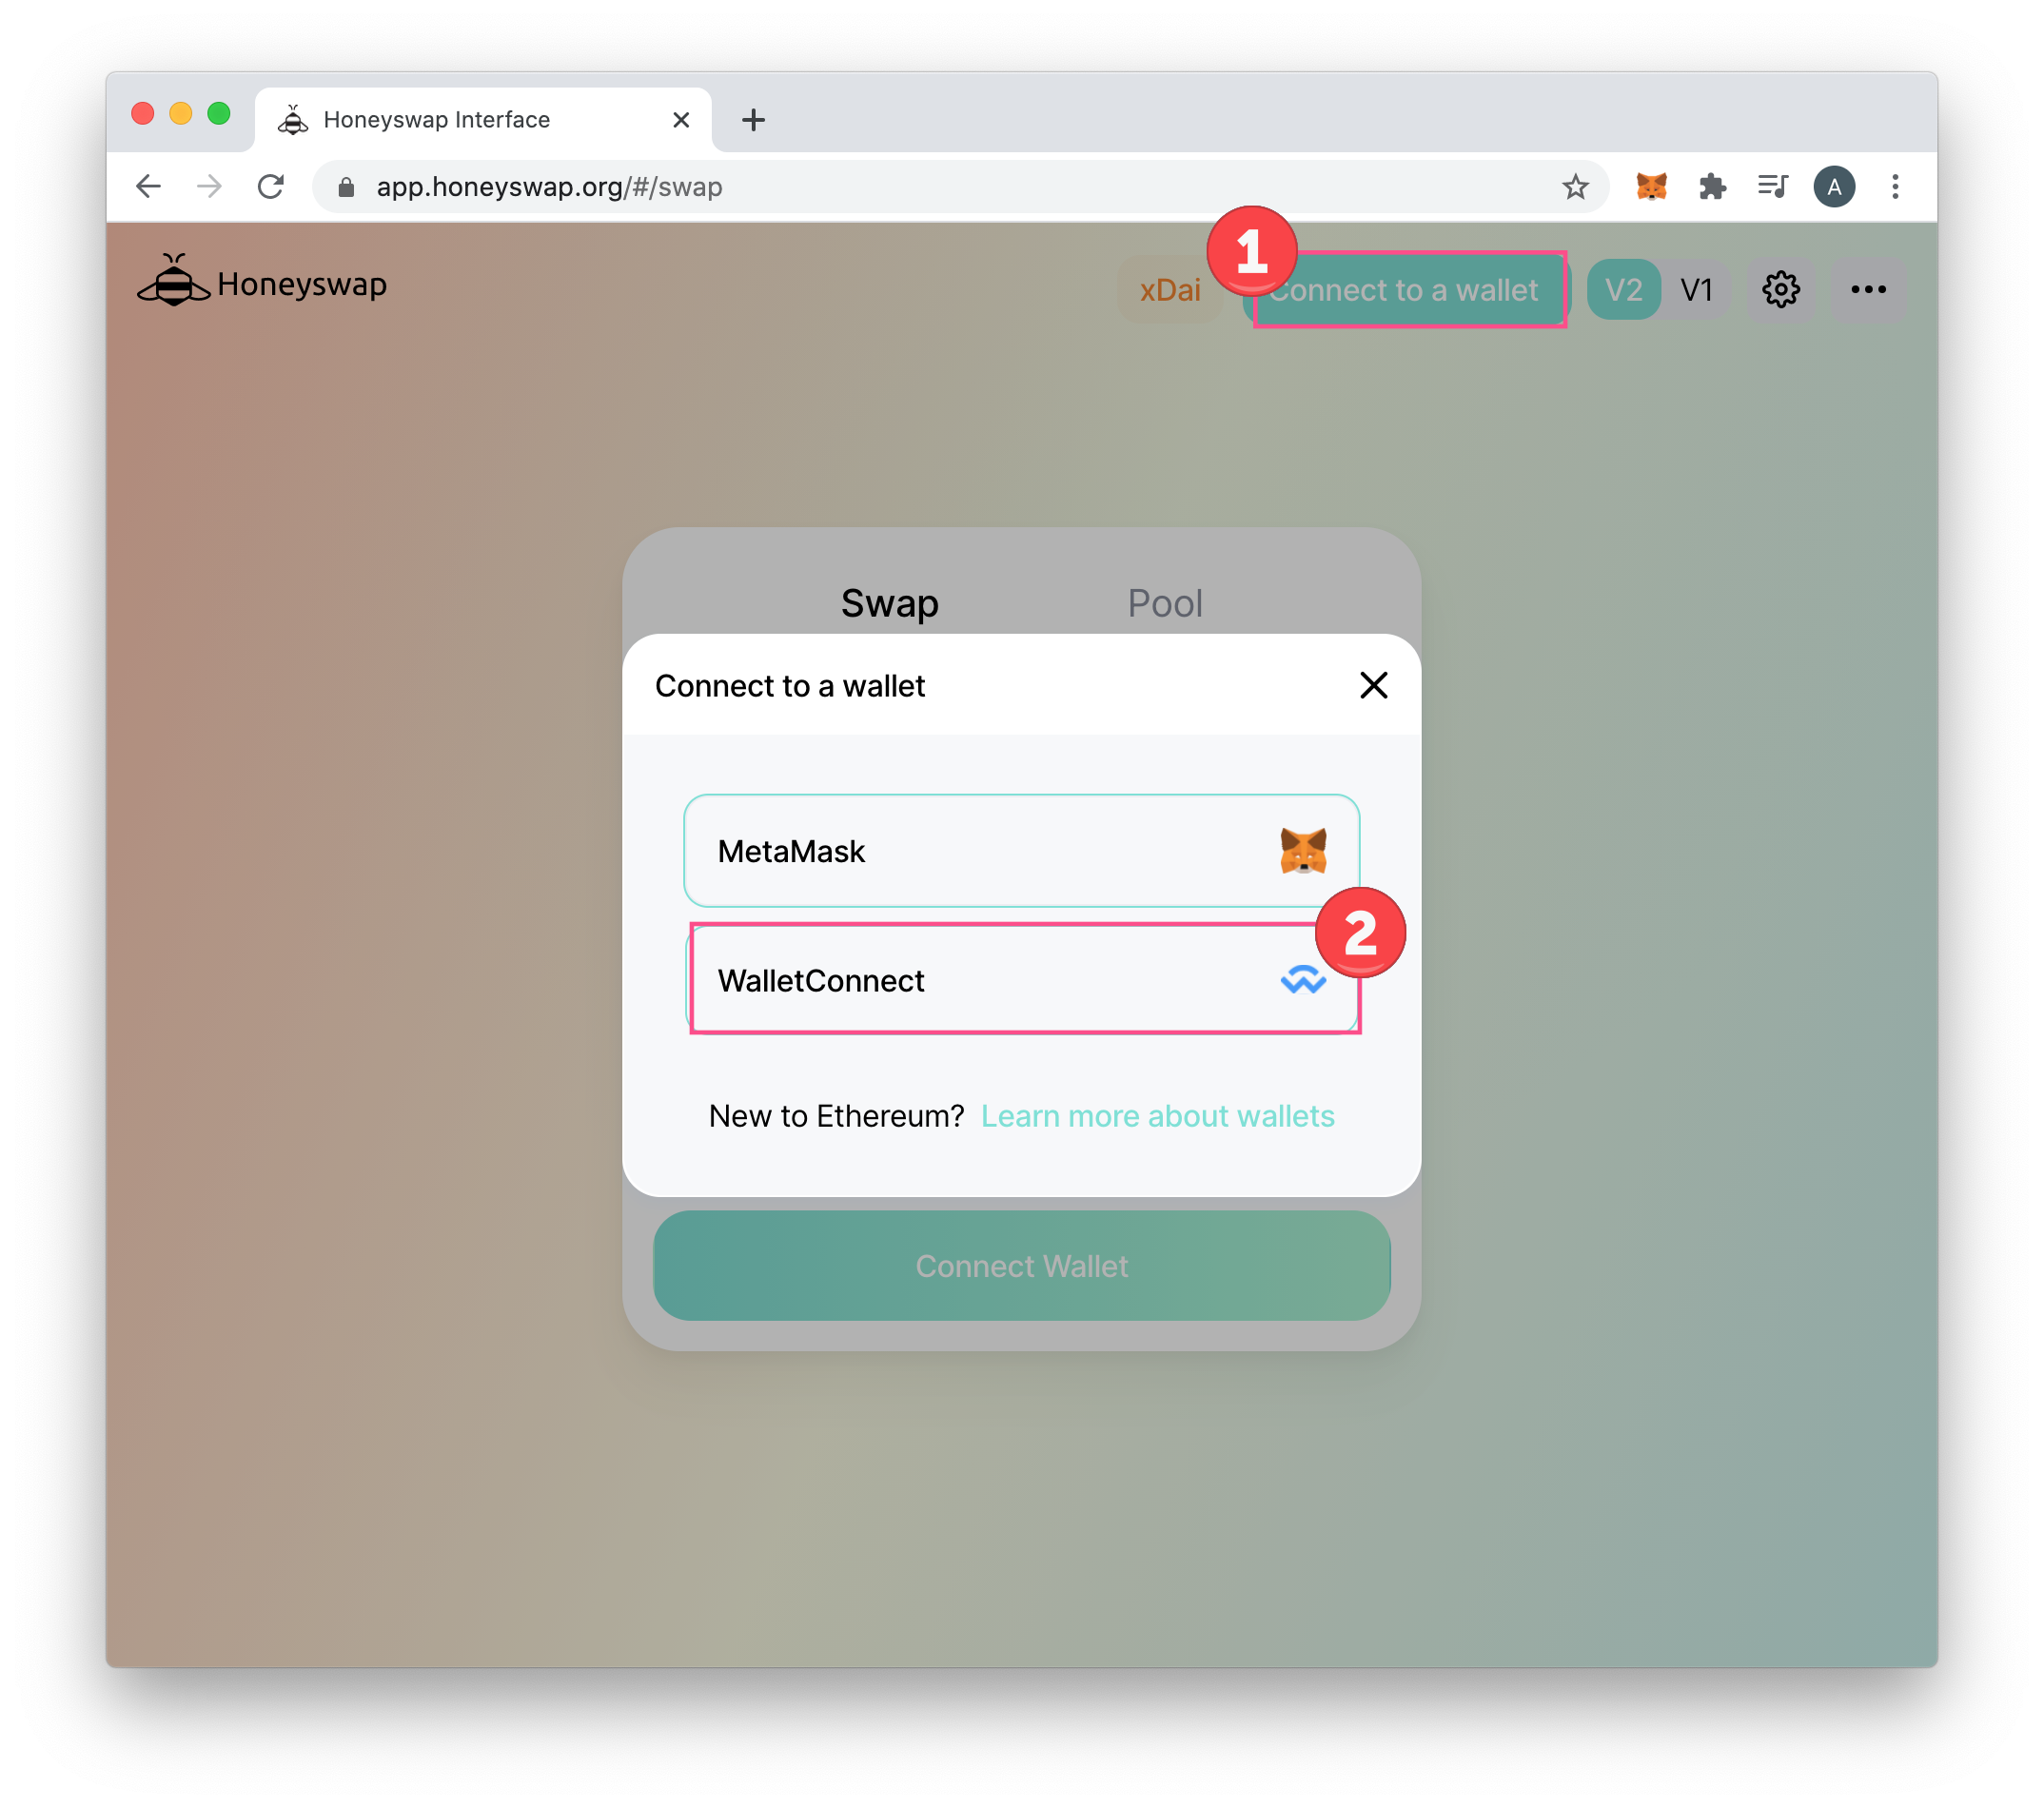 Honeyswap Interface
app.honeyswap.org/#/swap
A
Honeyswap
xDai
1
Connect to a wallet
V2
V1
Swap
Pool
Connect to a wallet
MetaMask
2
WalletConnect
New to Ethereum? Learn more about wallets
Connect Wallet